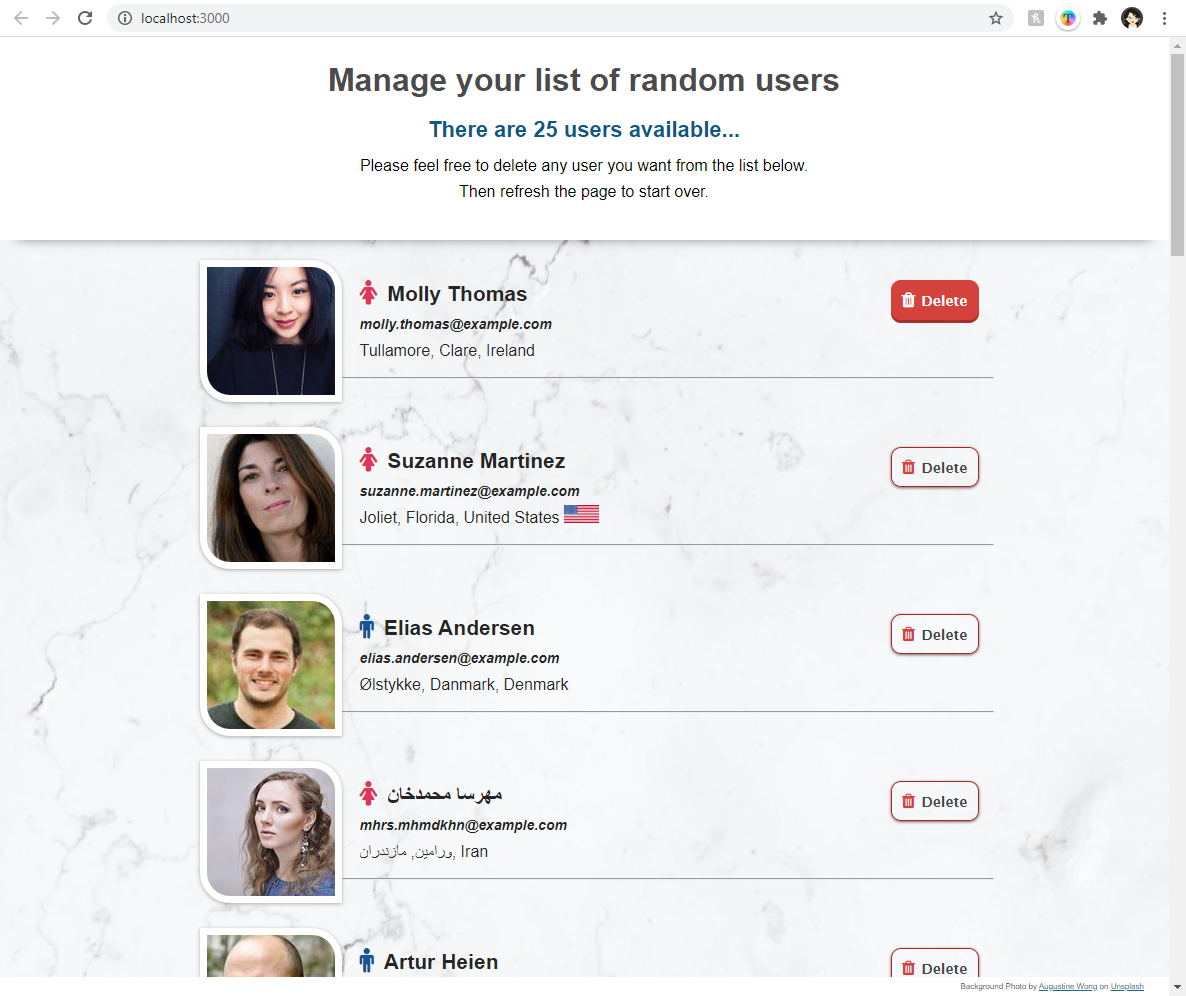 localhost:3000
Manage your list of random users
There are 25 users available...
Please feel free to delete any user you want from the list below.
Then refresh the page to start over.
Molly Thomas
Delete
molly.thomas@example.com
Tullamore, Clare, Ireland
Suzanne Martinez
Delete
suzanne.martinez@example.com
Joliet, Florida, United States
Elias Andersen
Delete
elias.andersen@example.com
Ølstykke, Danmark, Denmark
مهرسا محمدخان
Delete
mhrs.mhmdkhn@example.com
ورامین, مازندران, Iran
Artur Heien
Delete
Background Photo by Augustine Wong on Unsplash